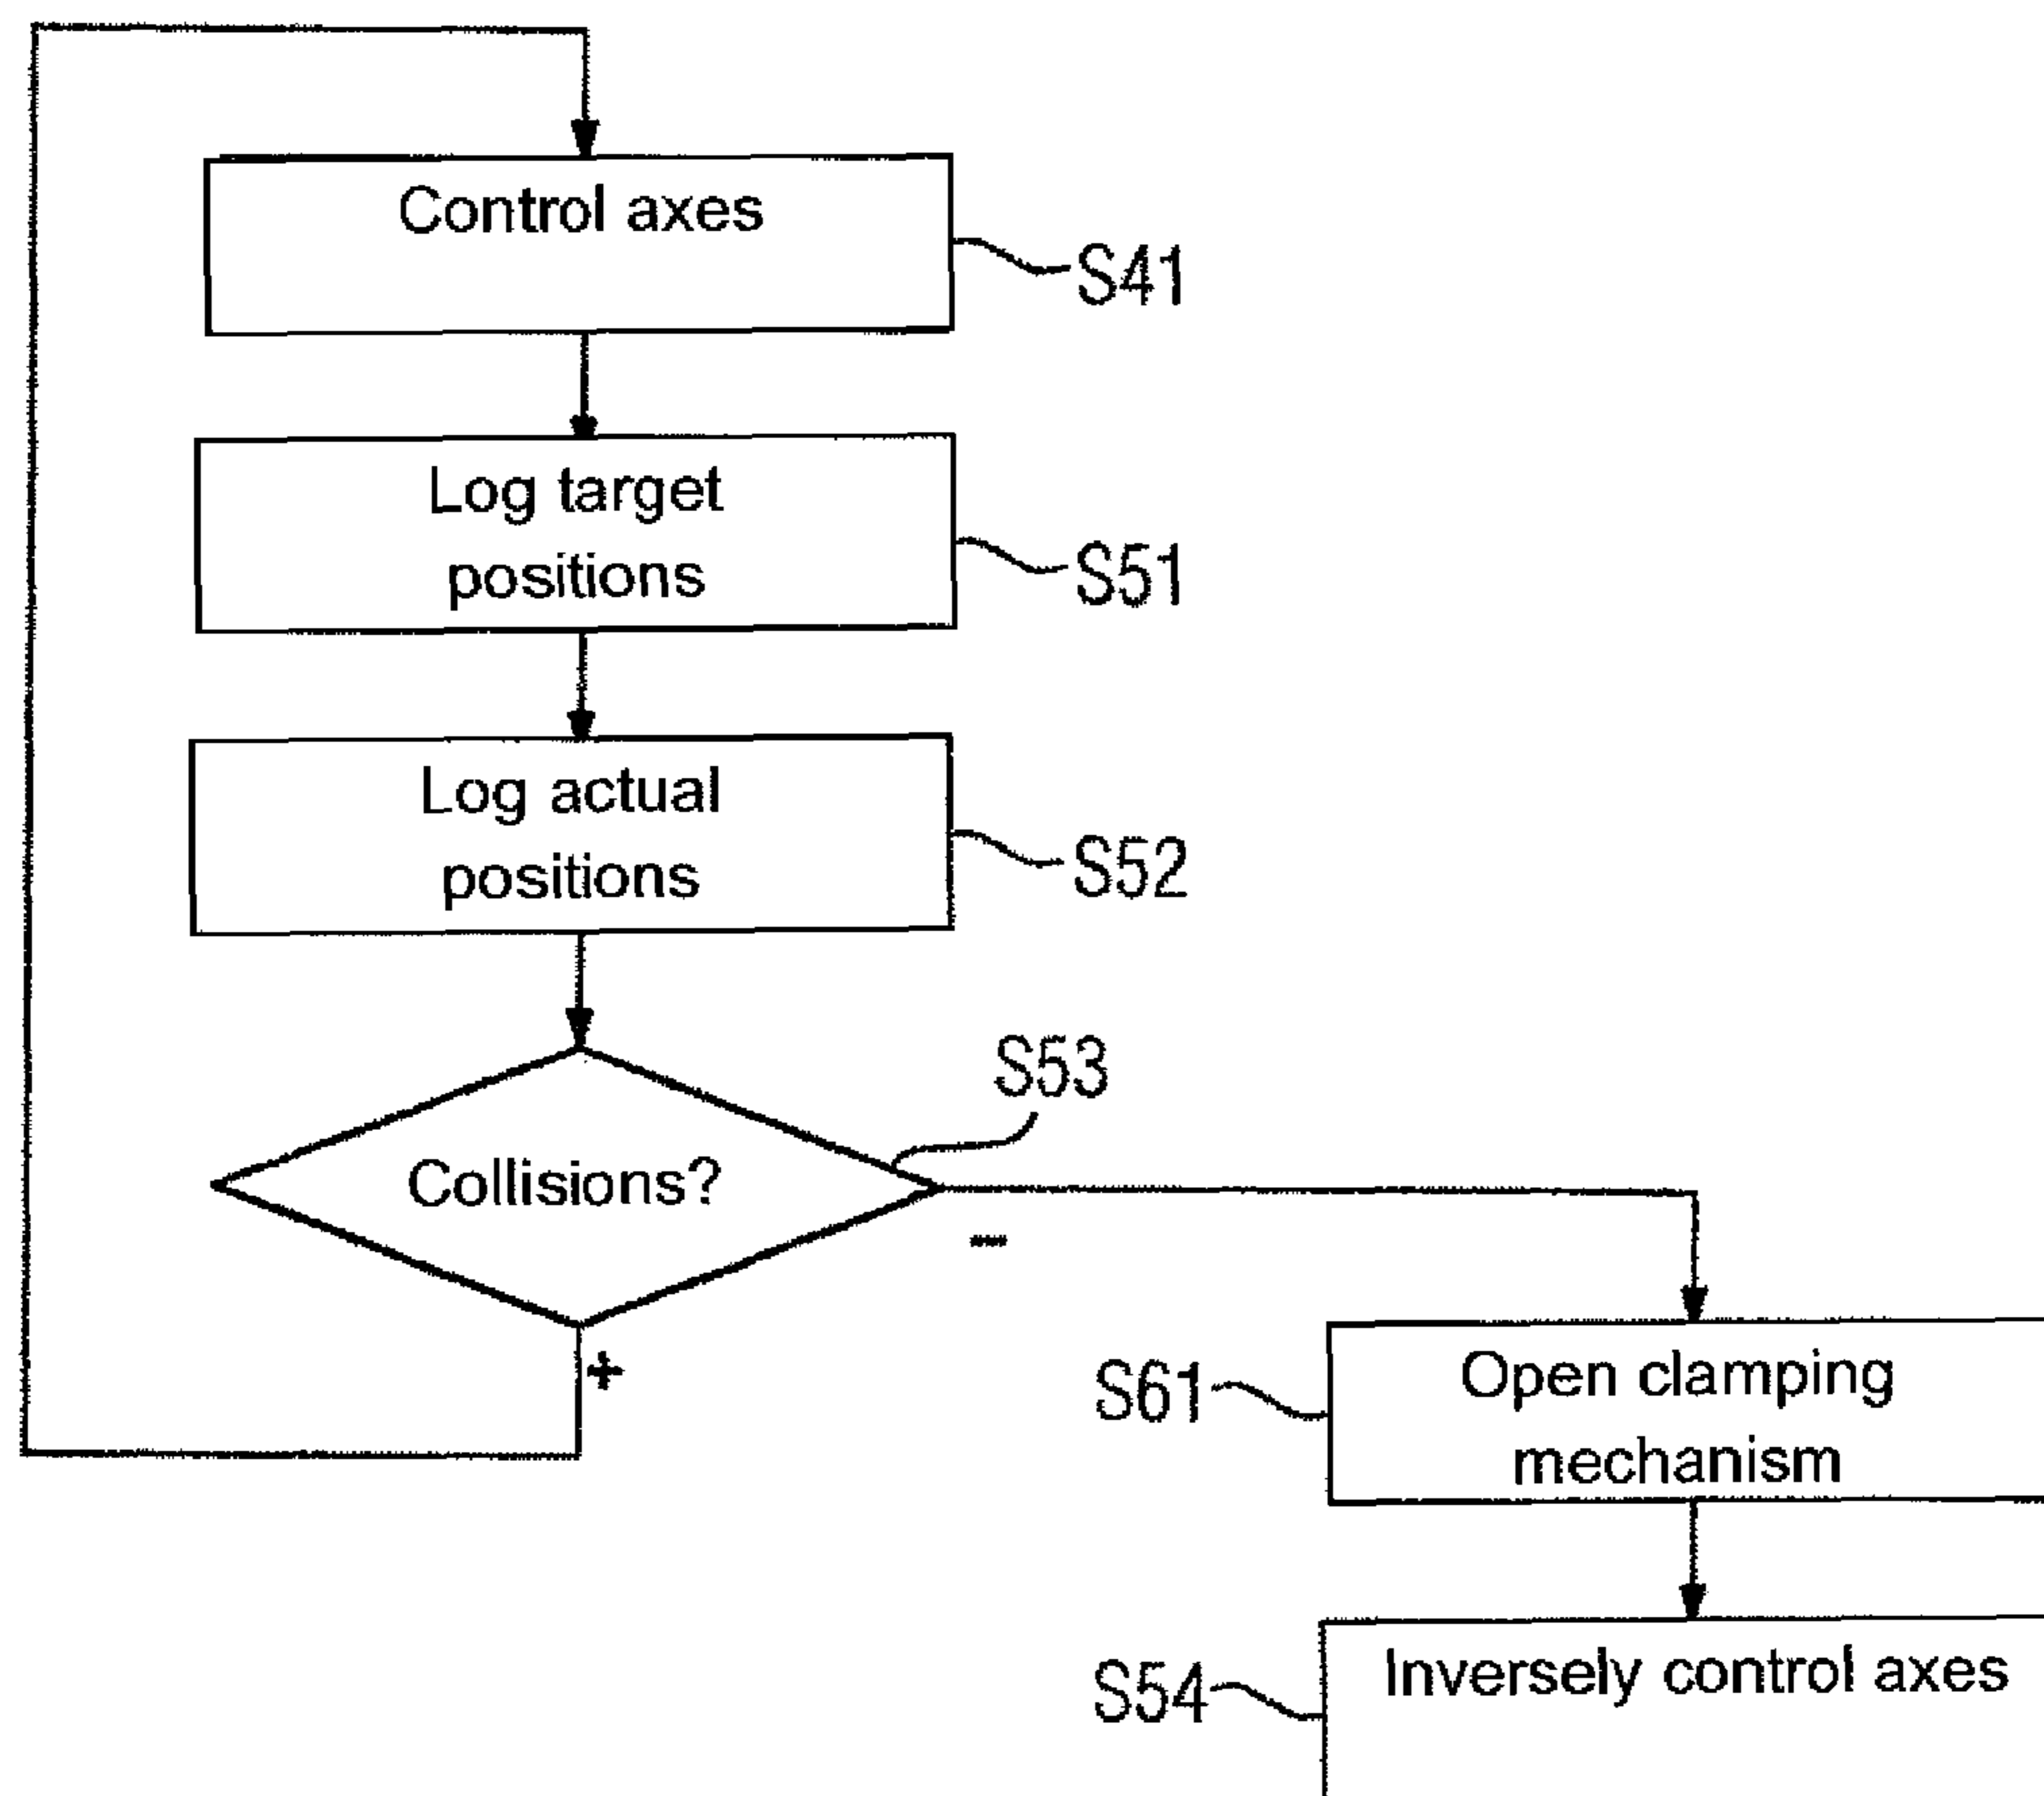 Control axes
S41
Log target
positions
S51
Log actual
positions
S52
S53
Collisions?
-
+
S61
Open clamping
mechanism
S54
Inversely control axes